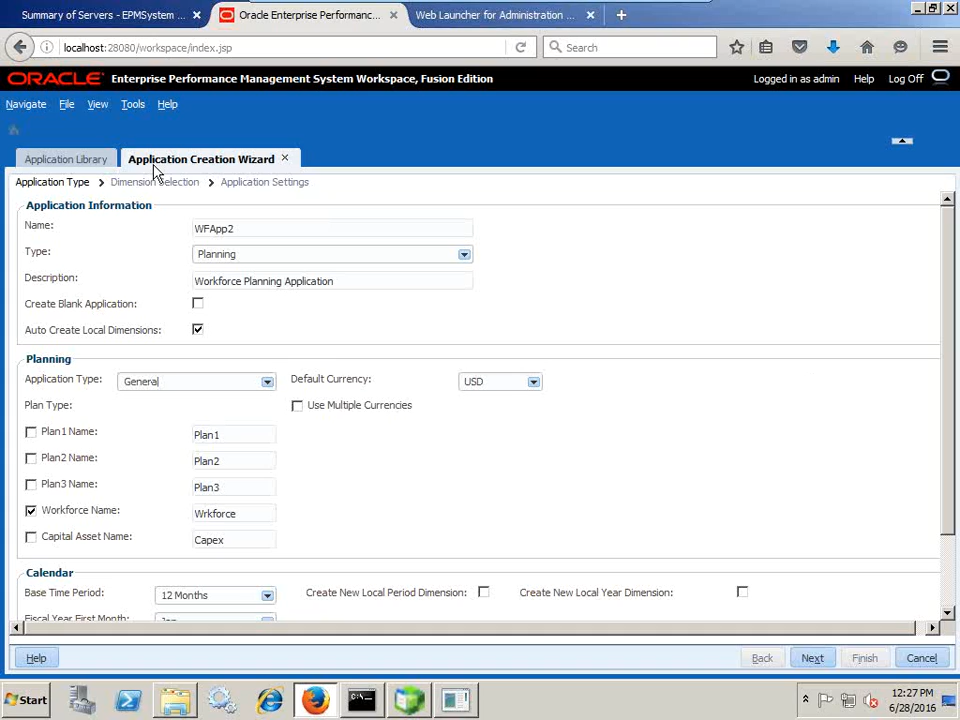 Summary of Servers - EPMSystem ...
Oracle Enterprise Performanc...
Web Launcher for Administration ...
localhost:28080/workspace/index.jsp
Search
ORACLE Enterprise Performance Management System Workspace, Fusion Edition
Logged in as admin Help Log Off
Navigate File View Tools Help
Application Library
Application Creation Wizard
Application Type Dimension Selection Application Settings
Application Information
Name: WFApp2
Type: Planning
Description: Workforce Planning Application
Create Blank Application:
Auto Create Local Dimensions:
Planning
Application Type: General Default Currency: USD
Plan Type: Use Multiple Currencies
Plan1 Name: Plan1
Plan2 Name: Plan2
Plan3 Name: Plan3
Workforce Name: Wrkforce
Capital Asset Name: Capex
Calendar
Base Time Period: 12 Months Create New Local Period Dimension: Create New Local Year Dimension:
Fiscal Year First Month: Jan
Help Back Next Finish Cancel
Start
12:27 PM
6/28/2016